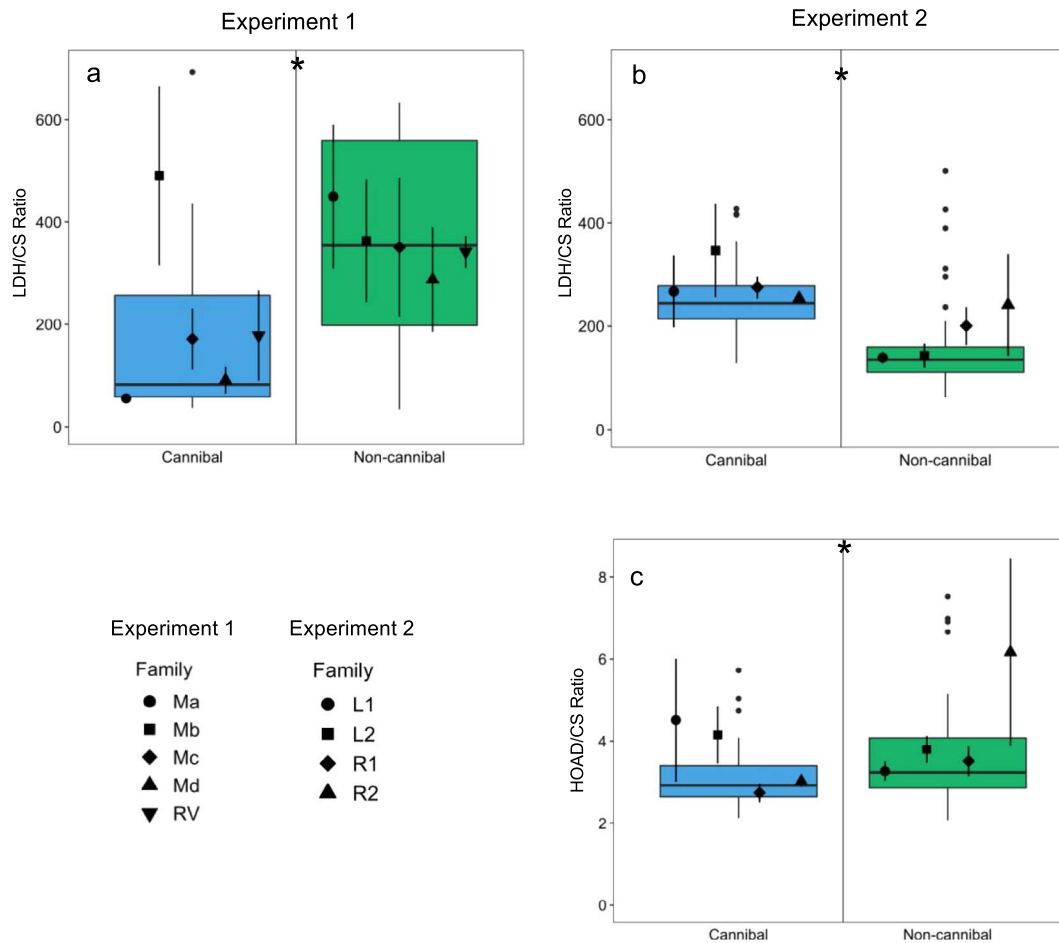 Experiment 1
Experiment 2
a
*
LDH/CS Ratio
600
400
200
0
Cannibal
Non-cannibal
b
*
LDH/CS Ratio
600
400
200
0
Cannibal
Non-cannibal
Experiment 1
Family
Ma
Mb
Mc
Md
RV
Experiment 2
Family
L1
L2
R1
R2
c
*
HOAD/CS Ratio
8
6
4
2
0
Cannibal
Non-cannibal